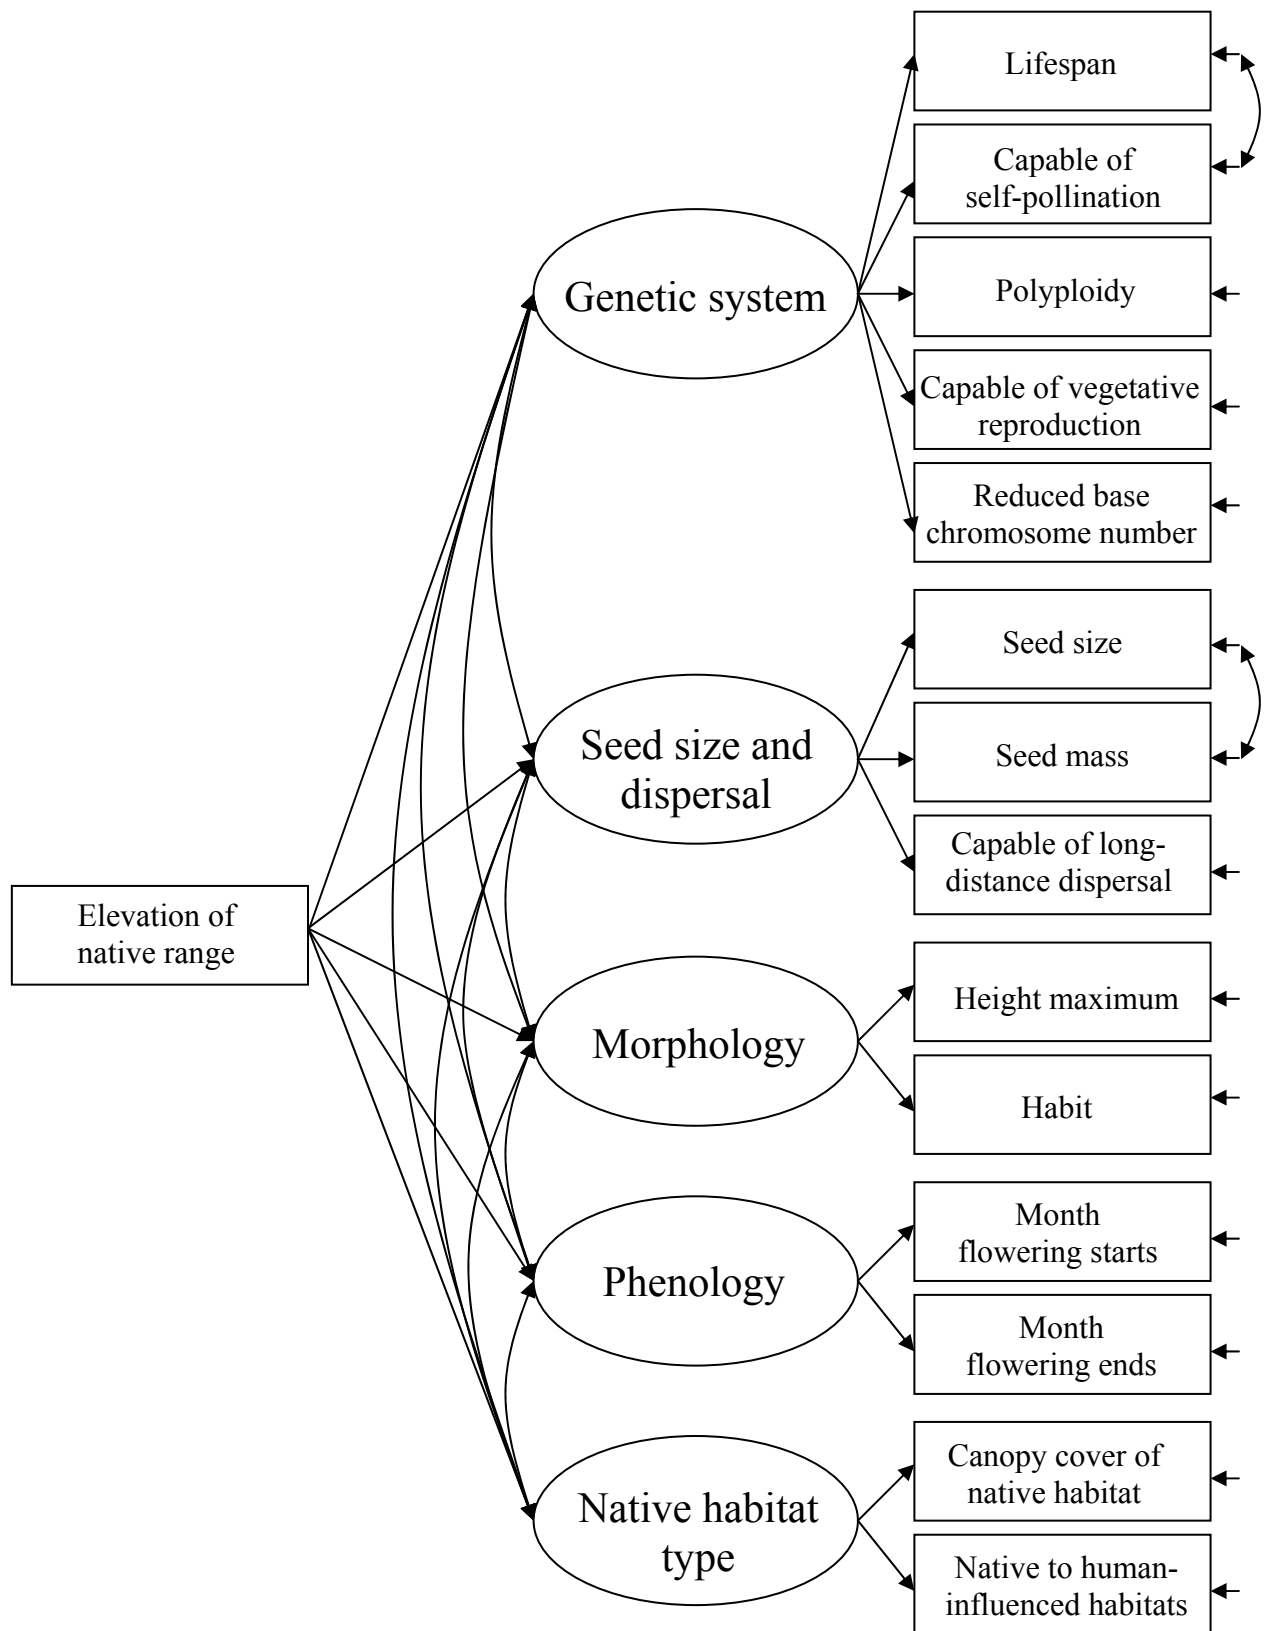 Lifespan
Capable of
self-pollination
Polyploidy
Capable of vegetative
reproduction
Reduced base
chromosome number
Genetic system
Seed size
Seed mass
Capable of long-
distance dispersal
Seed size and
dispersal
Elevation of
native range
Height maximum
Habit
Morphology
Month
flowering starts
Month
flowering ends
Phenology
Canopy cover of
native habitat
Native to human-
influenced habitats
Native habitat
type